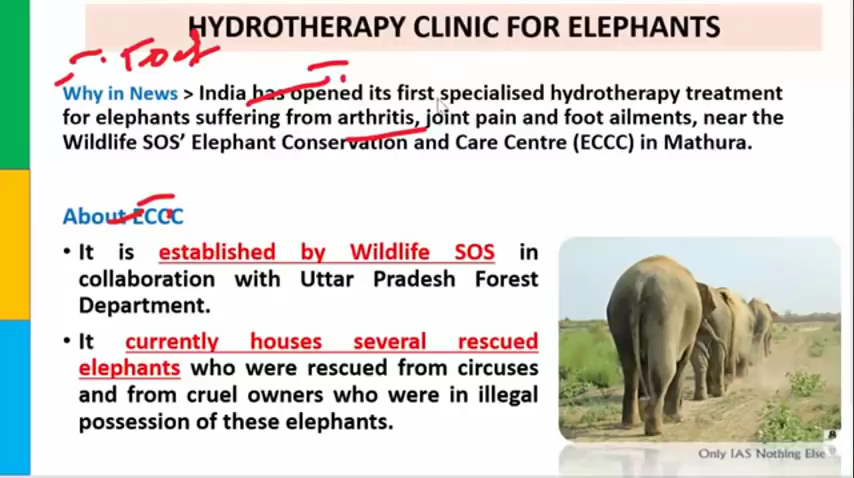 HYDROTHERAPY CLINIC FOR ELEPHANTS
Why in News > India has opened its first specialised hydrotherapy treatment
for elephants suffering from arthritis, joint pain and foot ailments, near the
Wildlife SOS' Elephant Conservation and Care Centre (ECCC) in Mathura.
About ECCC
• It is established by Wildlife SOS in
collaboration with Uttar Pradesh Forest
Department.
• It currently houses several rescued
elephants who were rescued from circuses
and from cruel owners who were in illegal
possession of these elephants.
Only IAS Nothing Else